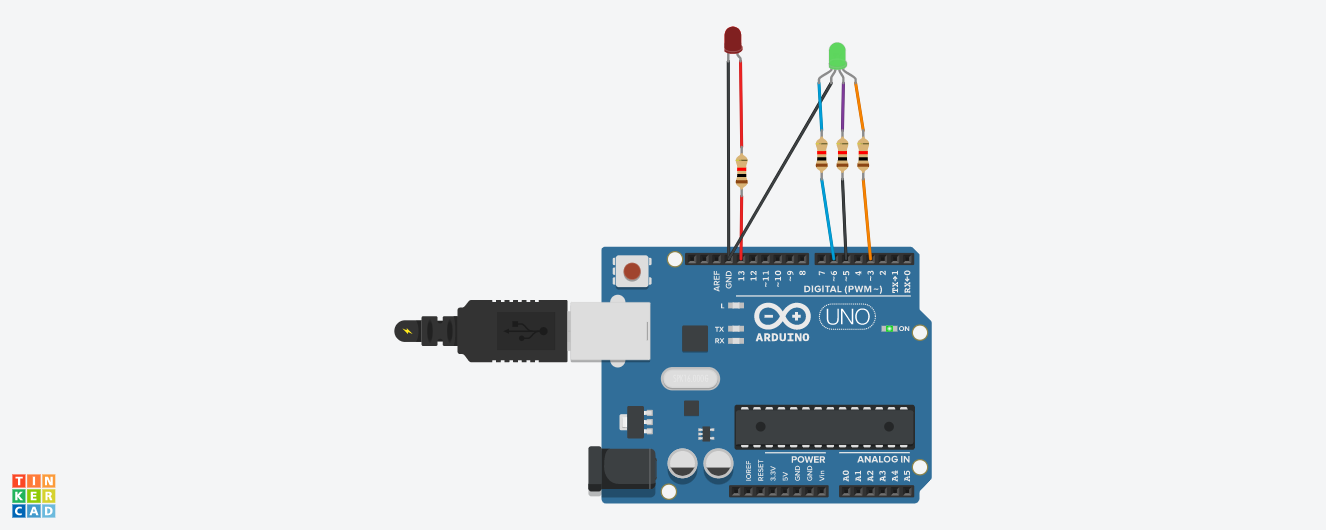 AREF
GND
13
12
~11
~10
~9
8
7
~6
~5
4
~3
2
TX→1
RX←0
DIGITAL (PWM~)
L
TX
RX
ARDUINO
UNO
ON
POWER
ANALOG IN
IOREF
RESET
3.3V
5V
GND
GND
Vin
A0
A1
A2
A3
A4
A5
TIN
KER
CAD